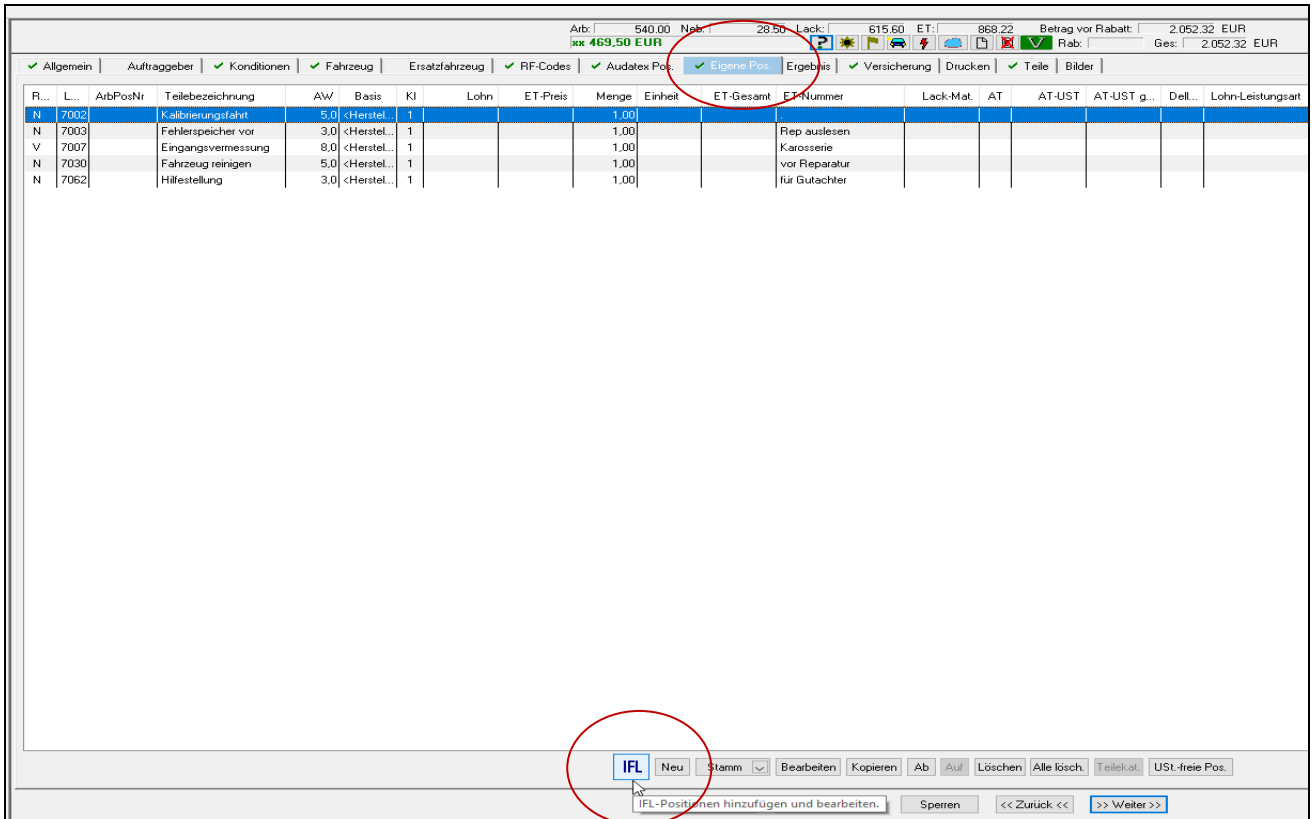 Arb: 540.00 Neb: 28.50 Lack: 615.60 ET: 868.22 Betrag vor Rabatt: 2.052.32 EUR
xx 469,50 EUR Rab: Ges: 2.052.32 EUR
Allgemein Auftraggeber Konditionen Fahrzeug Ersatzfahrzeug RF-Codes Audatex Pos. Eigene Pos. Ergebnis Versicherung Drucken Teile Bilder
R... L... ArbPosNr Teilebezeichnung AW Basis Kl Lohn ET-Preis Menge Einheit ET-Gesamt ET-Nummer Lack-Mat. AT AT-UST AT-UST g... Dell... Lohn-Leistungsart
N 7002 Kalibrierungsfahrt 5,0 <Herstel... 1 1,00 .
N 7003 Fehlerspeicher vor 3,0 <Herstel... 1 1,00 Rep auslesen
V 7007 Eingangsvermessung 8,0 <Herstel... 1 1,00 Karosserie
N 7030 Fahrzeug reinigen 5,0 <Herstel... 1 1,00 vor Reparatur
N 7062 Hilfestellung 3,0 <Herstel... 1 1,00 für Gutachter
IFL Neu Stamm Bearbeiten Kopieren Ab Auf Löschen Alle lösch. Teilekat. USt.-freie Pos.
IFL-Positionen hinzufügen und bearbeiten. Sperren << Zurück << >> Weiter >>